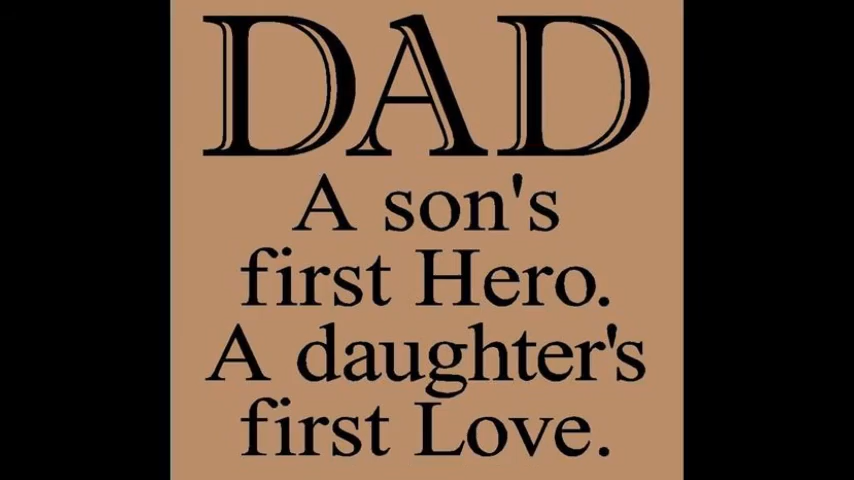 DAD
A son's
first Hero.
A daughter's
first Love.